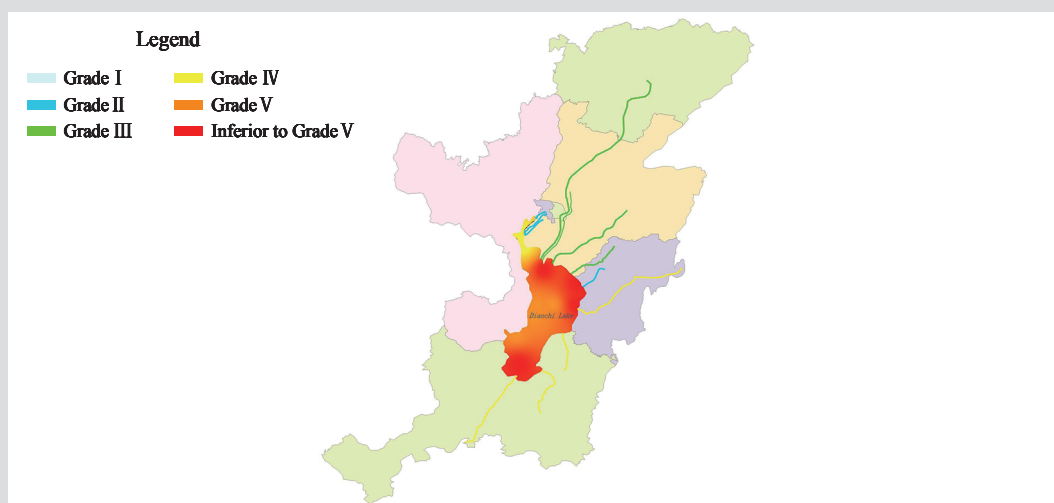 Legend
Grade Ⅰ
Grade Ⅱ
Grade Ⅲ
Grade Ⅳ
Grade Ⅴ
Inferior to Grade Ⅴ
Dianchi Lake